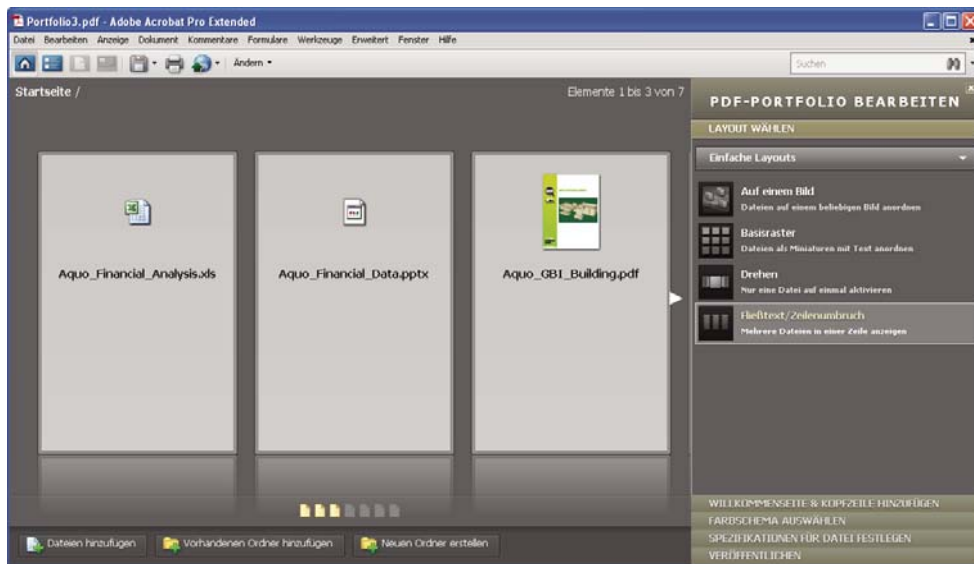 Portfolio3.pdf - Adobe Acrobat Pro Extended
Datei Bearbeiten Anzeige Dokument Kommentare Formulare Werkzeuge Erweitert Fenster Hilfe
Ändern
Suchen
Startseite /
Elemente 1 bis 3 von 7
Aquo_Financial_Analysis.xls
Aquo_Financial_Data.pptx
Aquo_GBI_Building.pdf
Dateien hinzufügen
Vorhandenen Ordner hinzufügen
Neuen Ordner erstellen
PDF-PORTFOLIO BEARBEITEN
LAYOUT WÄHLEN
Einfache Layouts
Auf einem Bild
Dateien auf einem beliebigen Bild anordnen
Basisraster
Dateien als Miniaturen mit Text anordnen
Drehen
Nur eine Datei auf einmal aktivieren
Fließtext/Zeilenumbruch
Mehrere Dateien in einer Zeile anzeigen
WILLKOMMENSEITE & KOPFZEILE HINZUFÜGEN
FARBSCHEMA AUSWÄHLEN
SPEZIFIKATIONEN FÜR DATEI FESTLEGEN
VERÖFFENTLICHEN